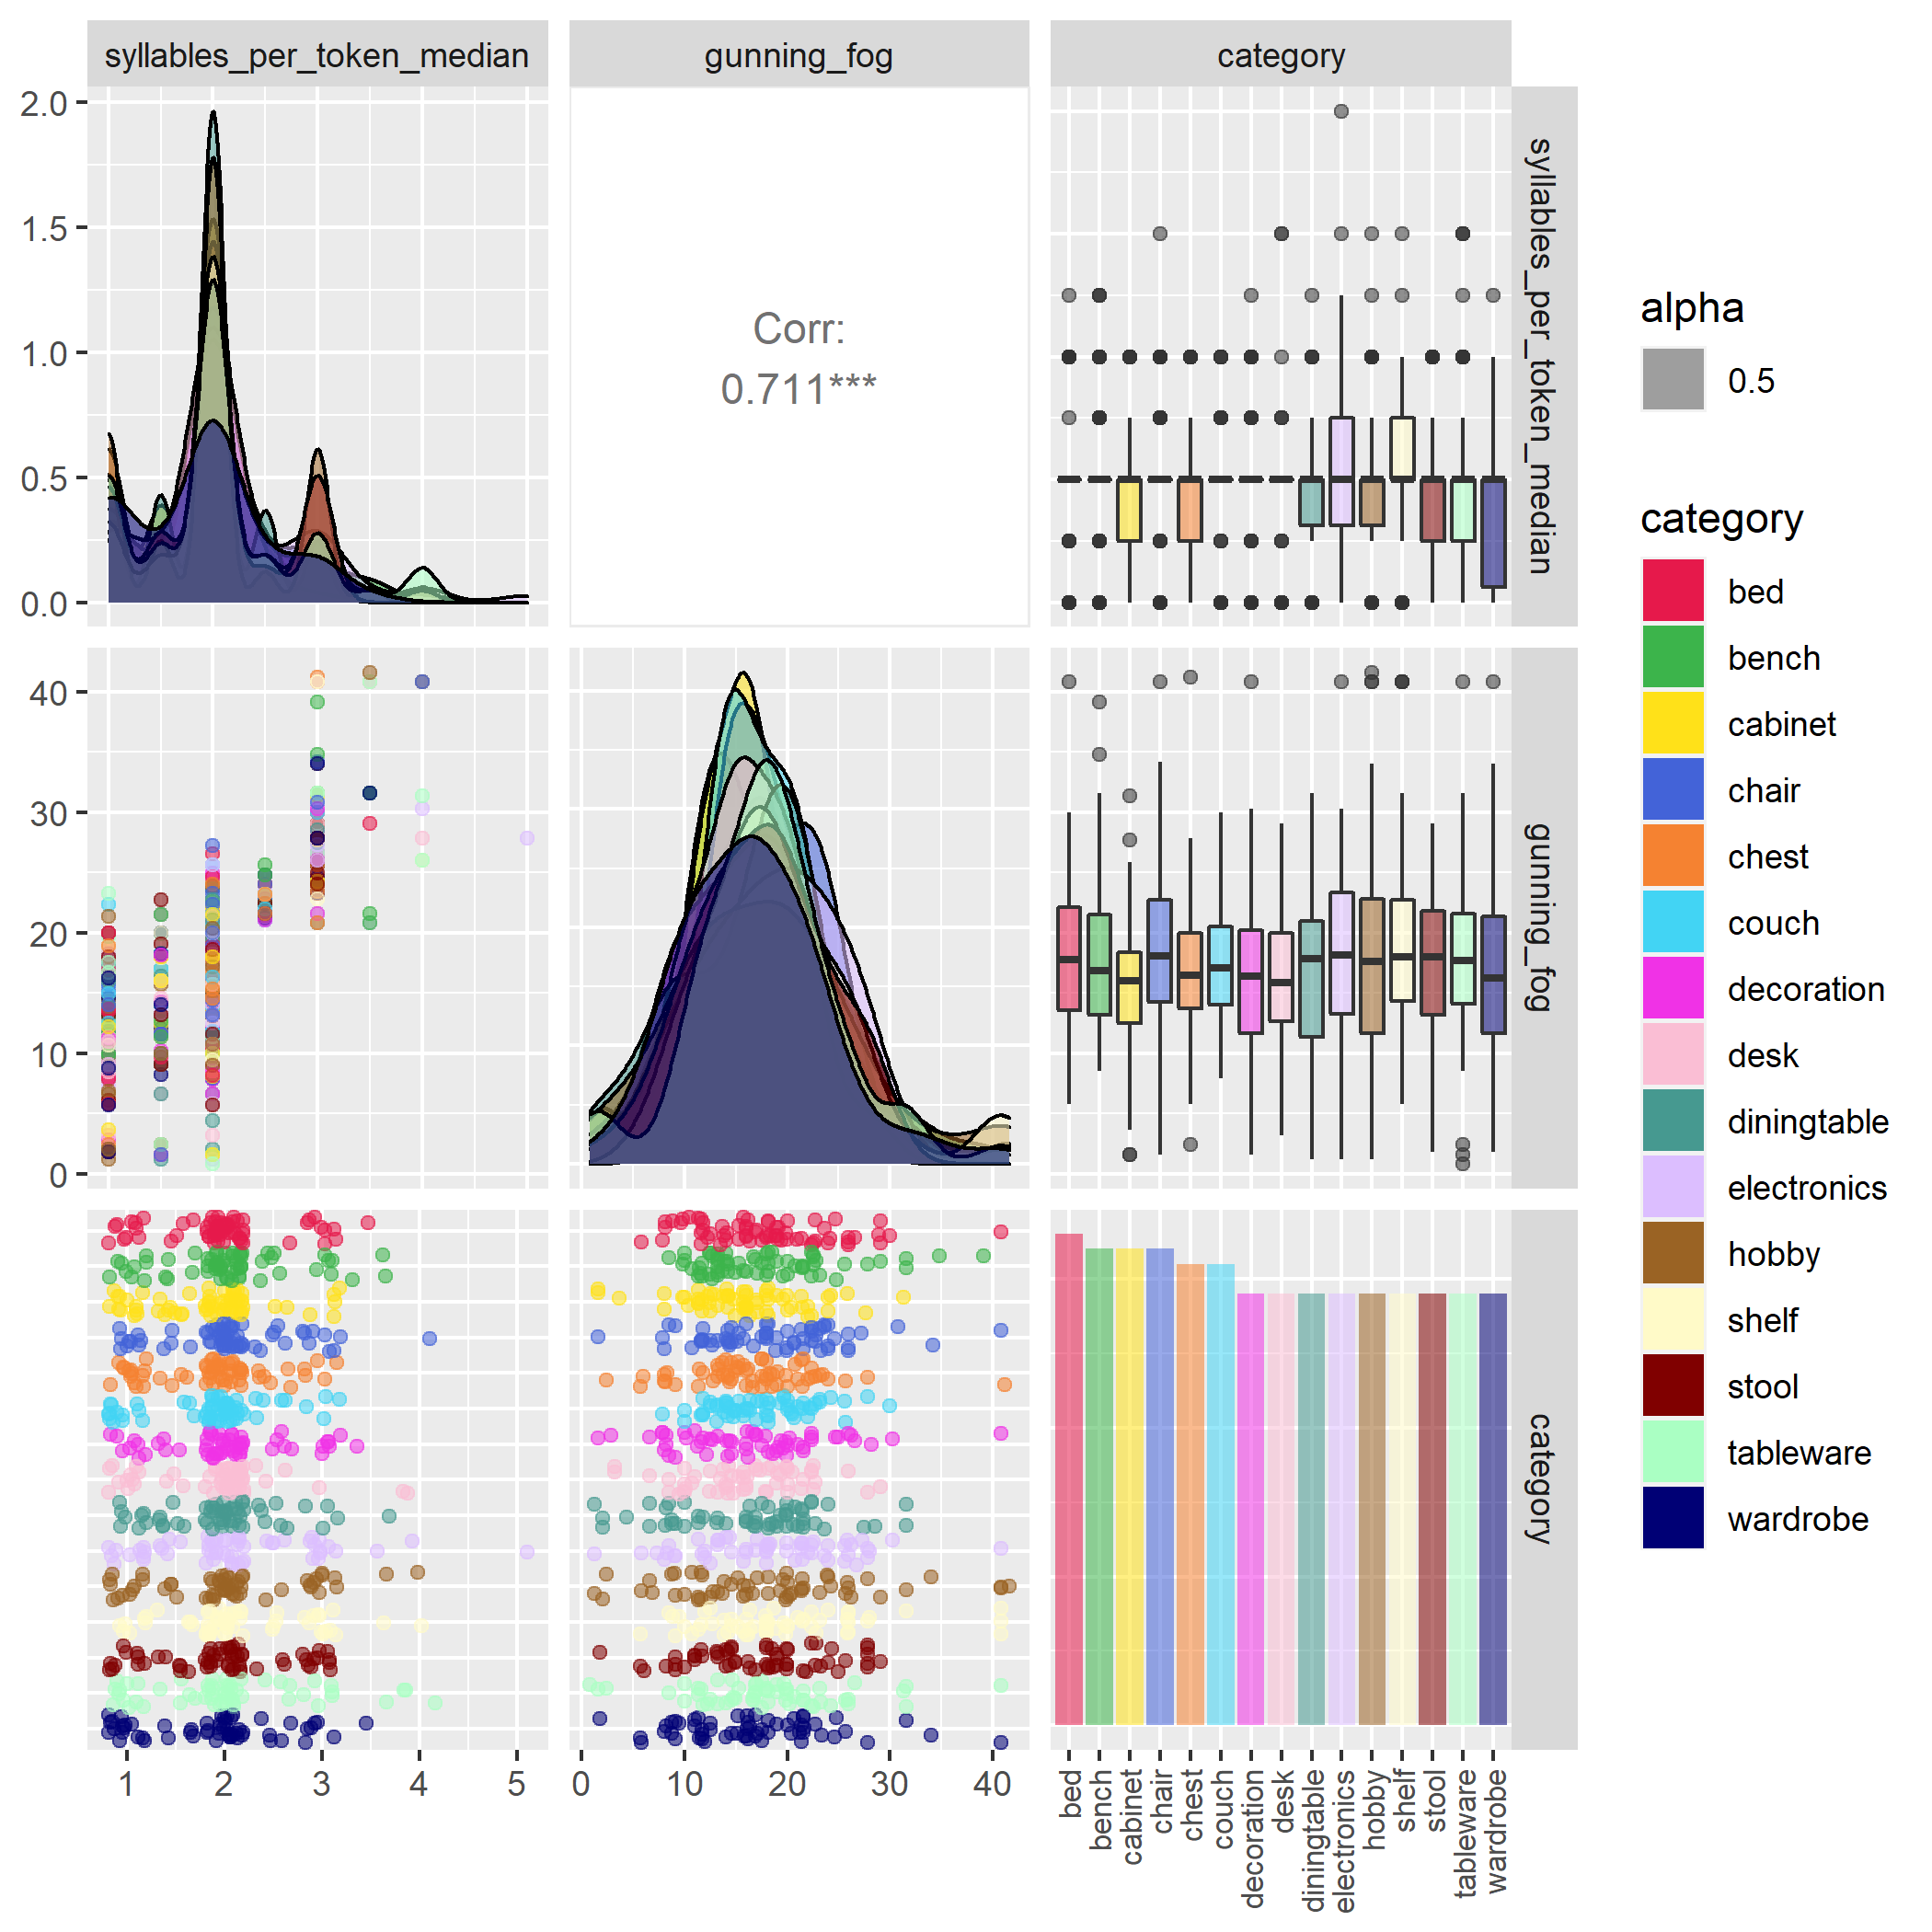 syllables_per_token_median
gunning_fog
category
2.0
1.5
1.0
0.5
0.0
Corr:
0.711***
syllables_per_token_median
40
30
20
10
0
gunning_fog
category
1
2
3
4
5
0
10
20
30
40
bed
bench
cabinet
chair
chest
couch
decoration
desk
diningtable
electronics
hobby
shelf
stool
tableware
wardrobe
alpha
0.5
category
bed
bench
cabinet
chair
chest
couch
decoration
desk
diningtable
electronics
hobby
shelf
stool
tableware
wardrobe